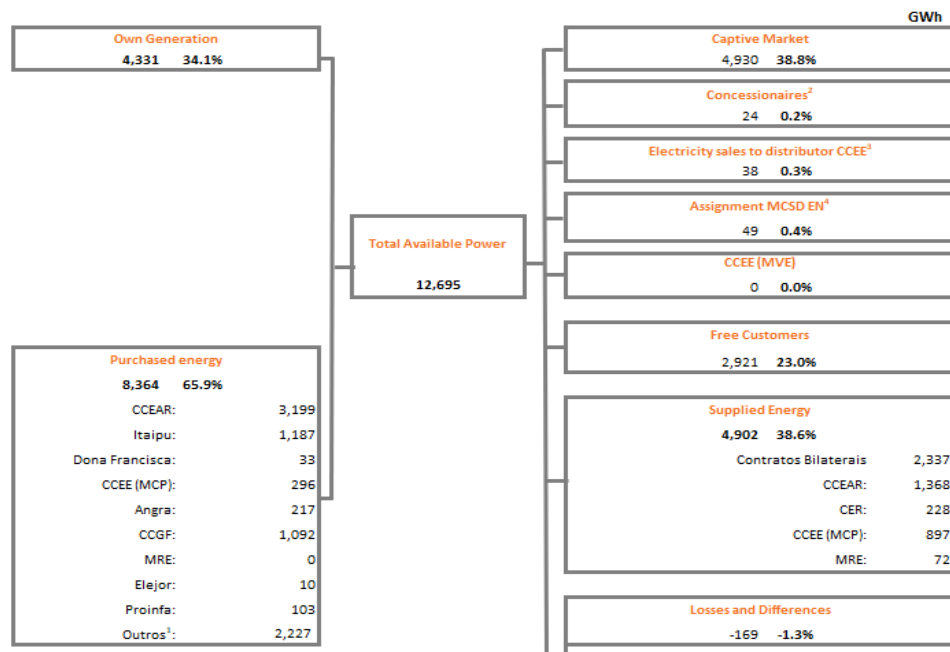 GWh
Own Generation
4,331 34.1%
Purchased energy
8,364 65.9%
CCEAR: 3,199
Itaipu: 1,187
Dona Francisca: 33
CCEE (MCP): 296
Angra: 217
CCGF: 1,092
MRE: 0
Elejor: 10
Proinfa: 103
Outros¹: 2,227
Total Available Power
12,695
Captive Market
4,930 38.8%
Concessionaires²
24 0.2%
Electricity sales to distributor CCEE³
38 0.3%
Assignment MCSD EN⁴
49 0.4%
CCEE (MVE)
0 0.0%
Free Customers
2,921 23.0%
Supplied Energy
4,902 38.6%
Contratos Bilaterais 2,337
CCEAR: 1,368
CER: 228
CCEE (MCP): 897
MRE: 72
Losses and Differences
-169 -1.3%